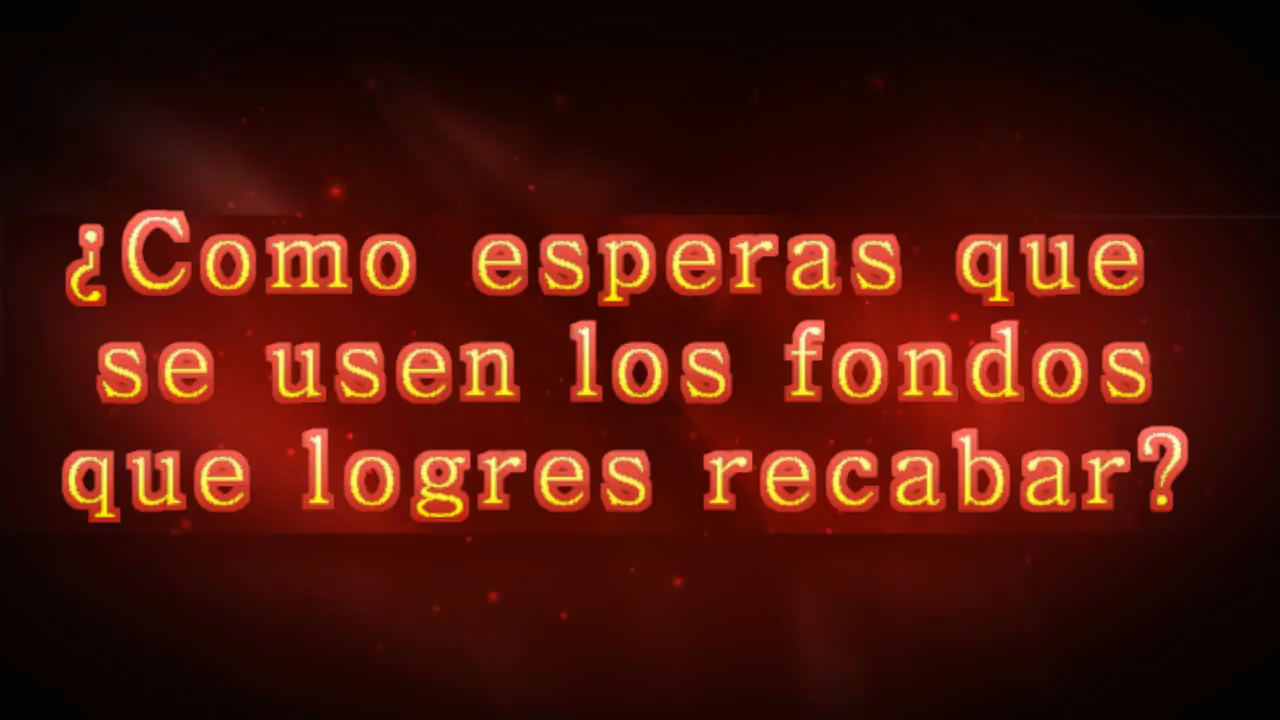 ¿Como esperas que
se usen los fondos
que logres recabar?